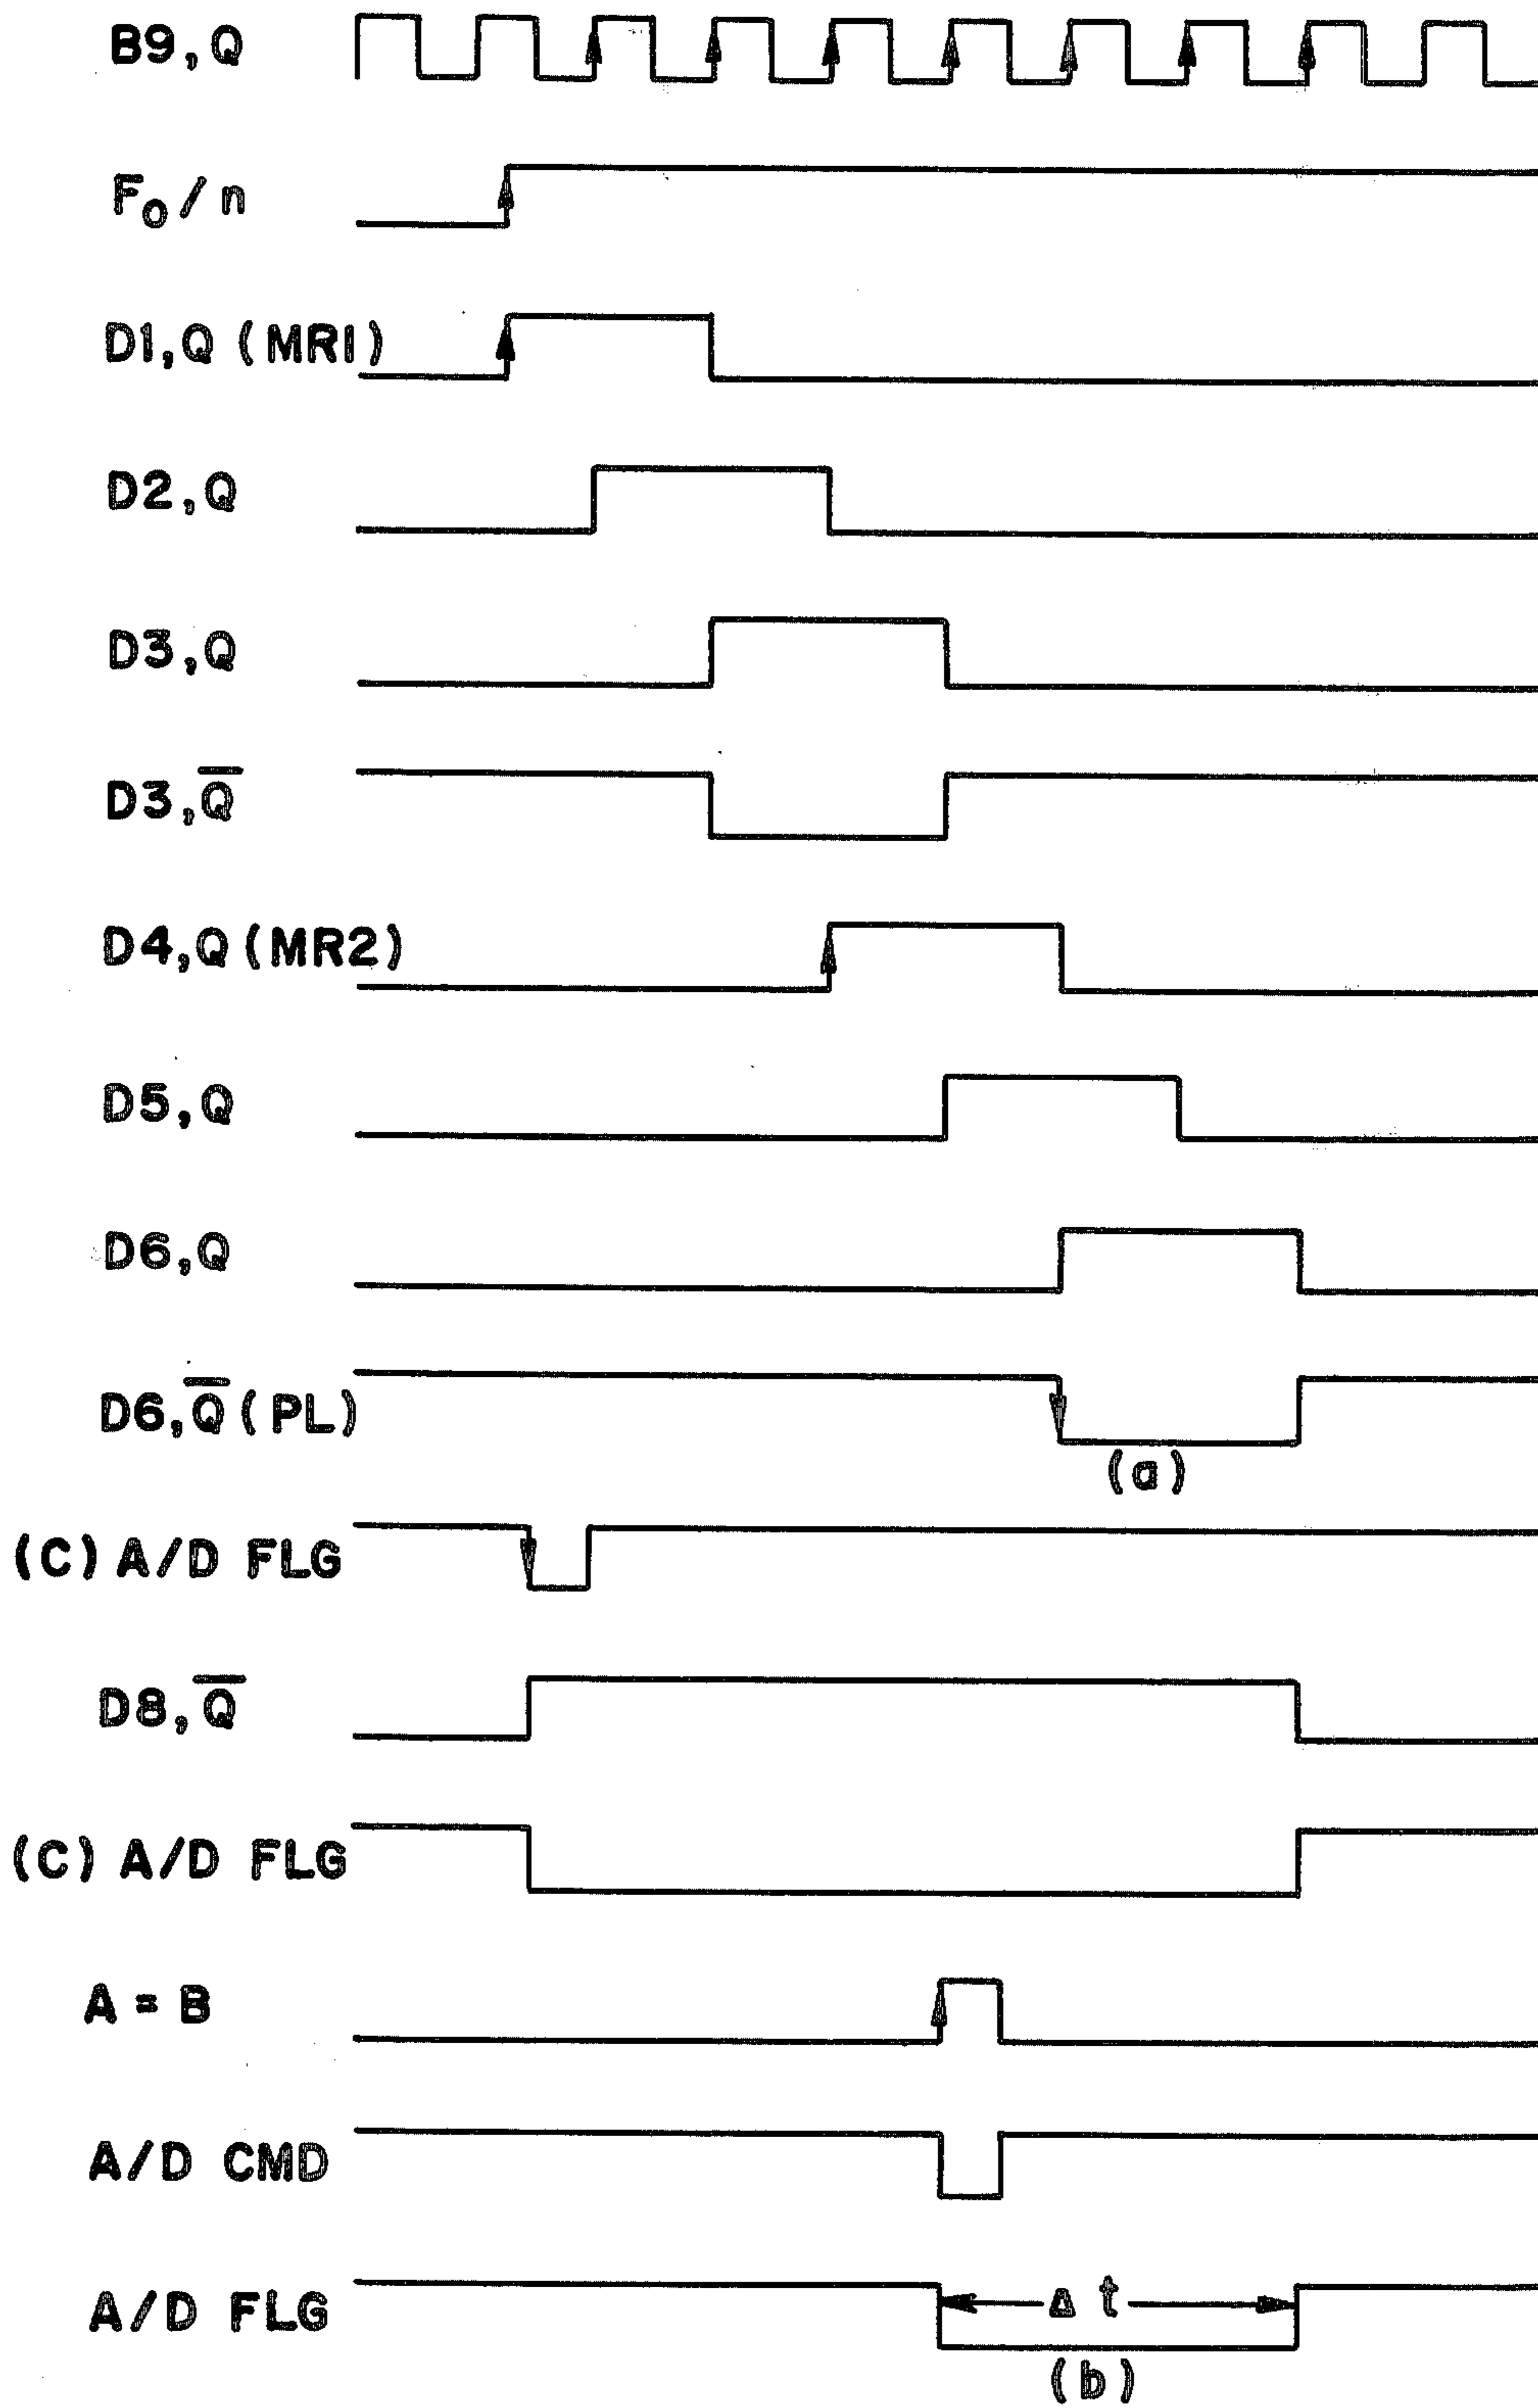 B9,Q
F₀/n
D1,Q (MR1)
D2,Q
D3,Q
D3,Q̅
D4,Q (MR2)
D5,Q
D6,Q
D6,Q̅ (PL)
(a)
(C) A/D FLG
D8,Q̅
(C) A/D FLG
A = B
A/D CMD
A/D FLG
Δ t
(b)